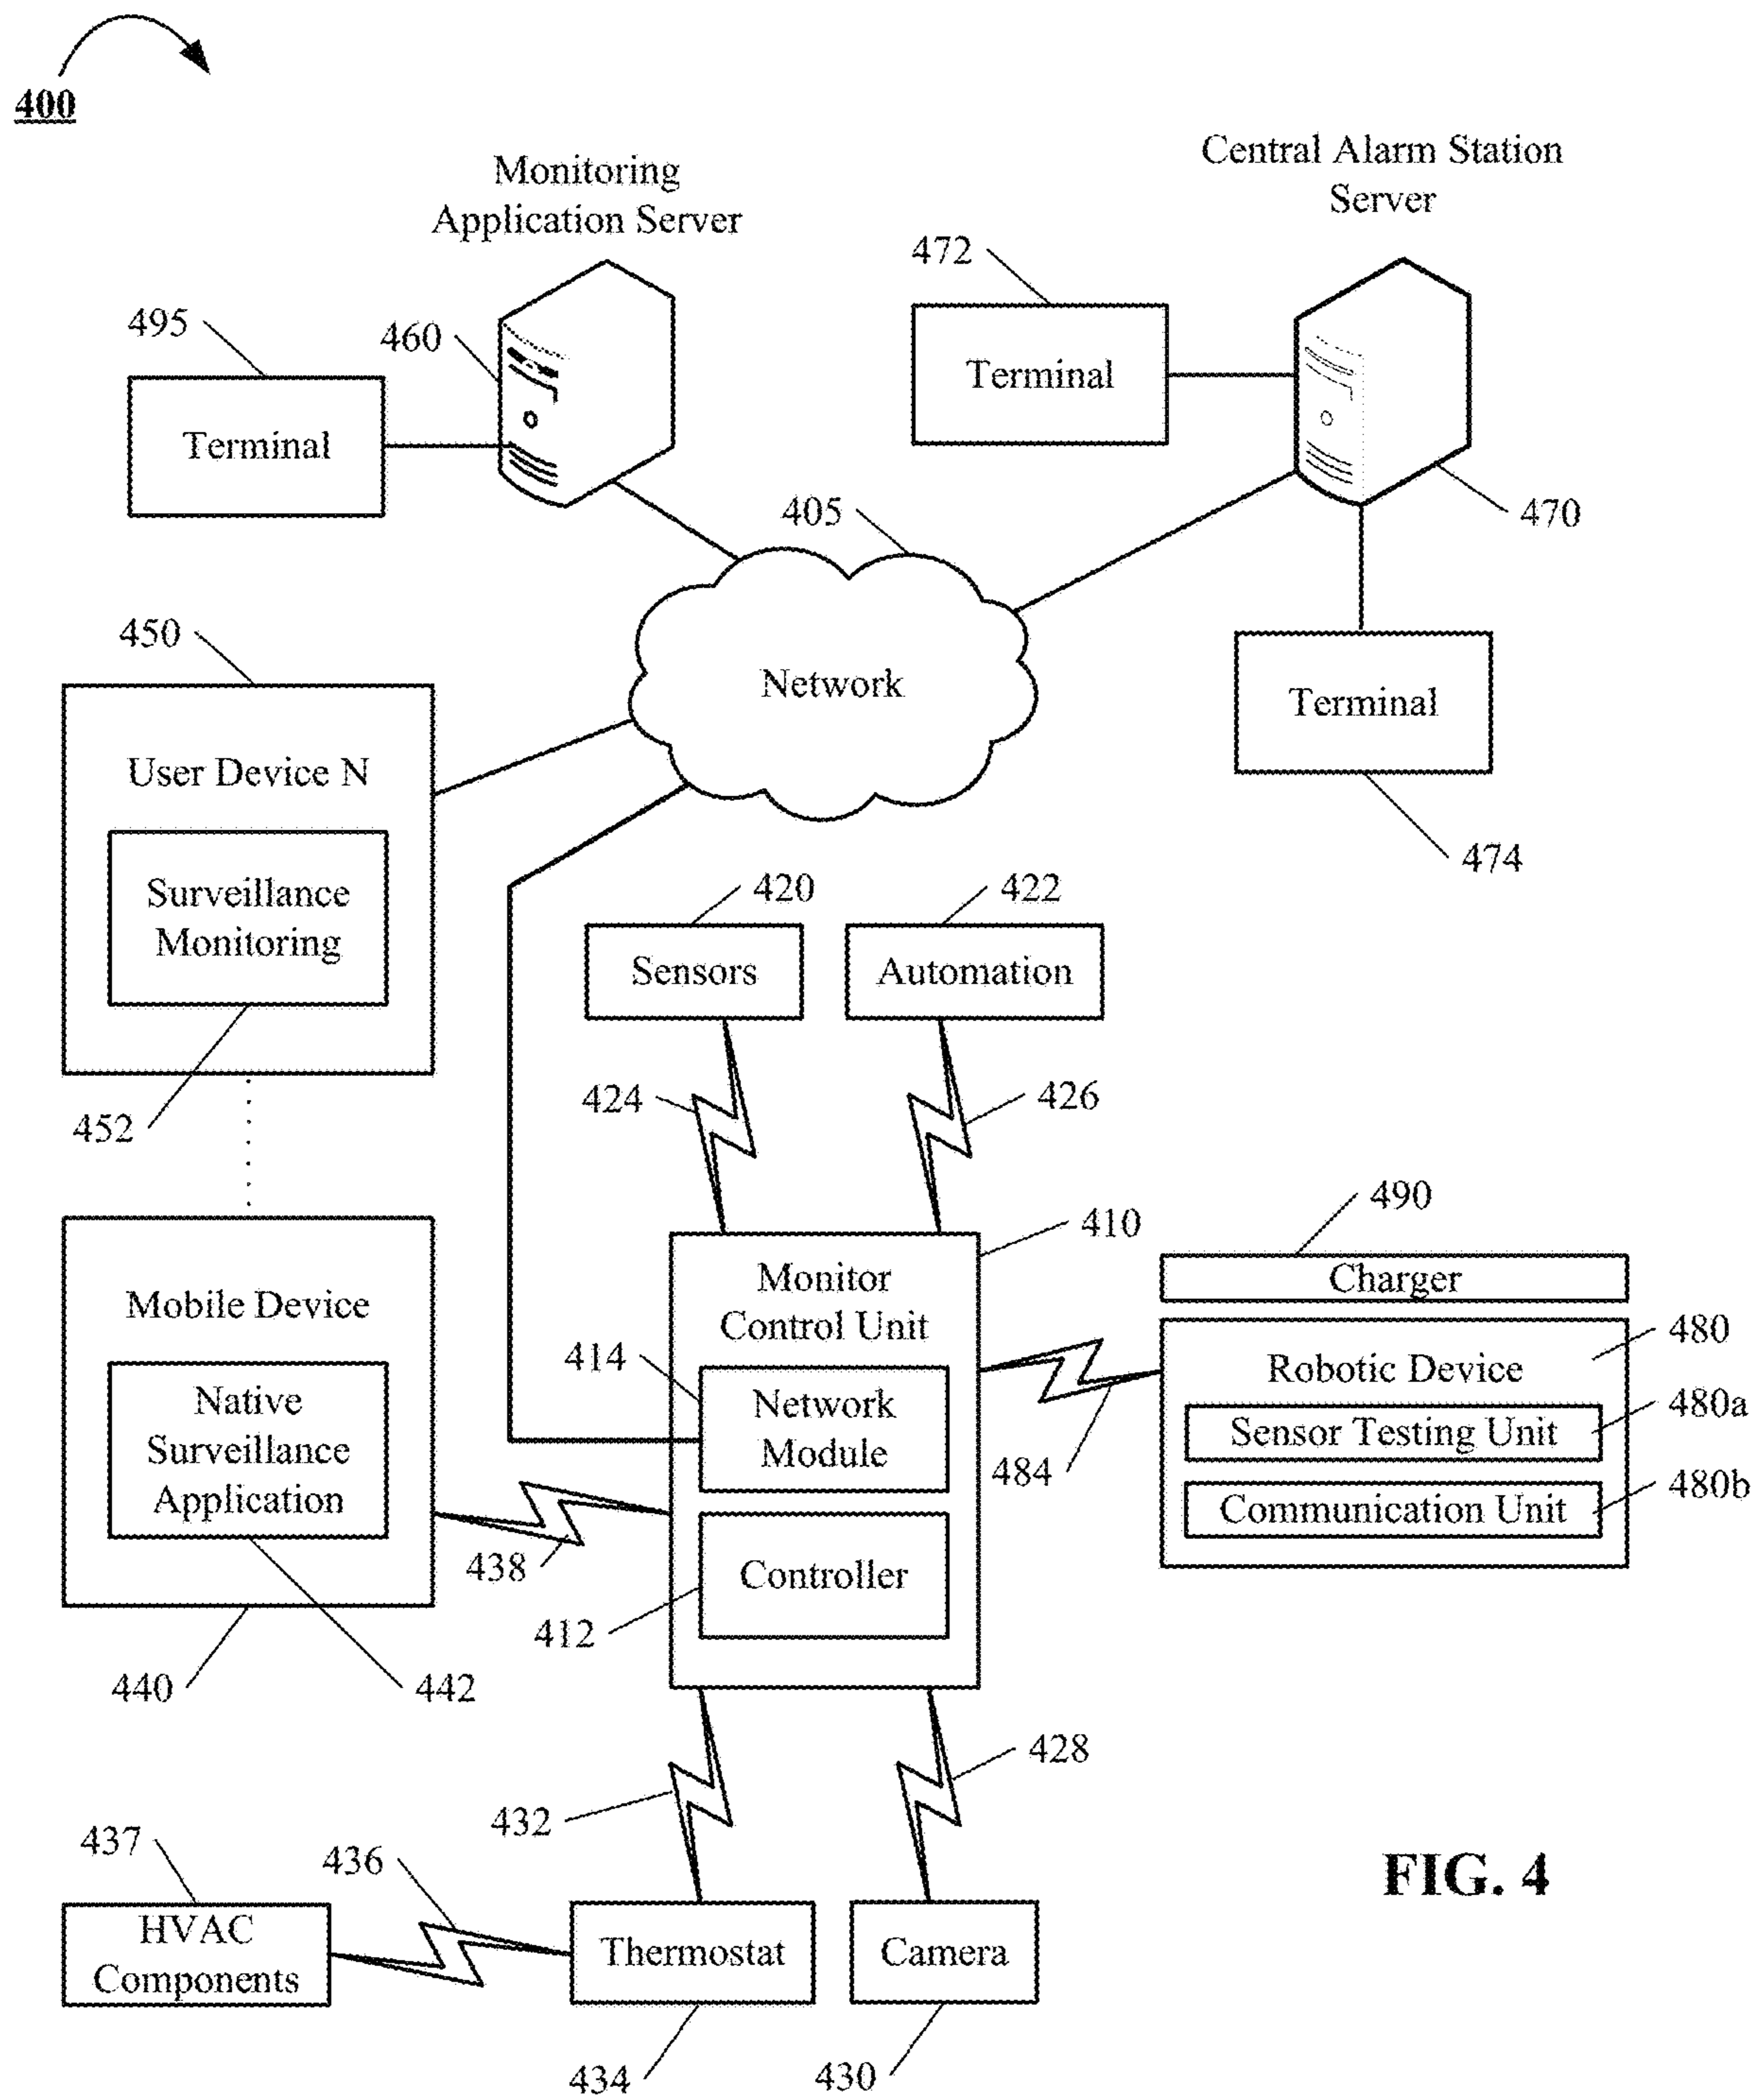 400
Monitoring
Application Server
Central Alarm Station
Server
472
495
460
Terminal
Terminal
405
470
450
Network
Terminal
User Device N
474
Surveillance
Monitoring
420
422
Sensors
Automation
424
426
452
490
410
Charger
Monitor
Control Unit
Mobile Device
414
480
Robotic Device
Native
Surveillance
Application
Network
Module
480a
Sensor Testing Unit
484
480b
Communication Unit
438
Controller
412
440
442
428
432
437
436
FIG. 4
HVAC
Components
Thermostat
Camera
434
430